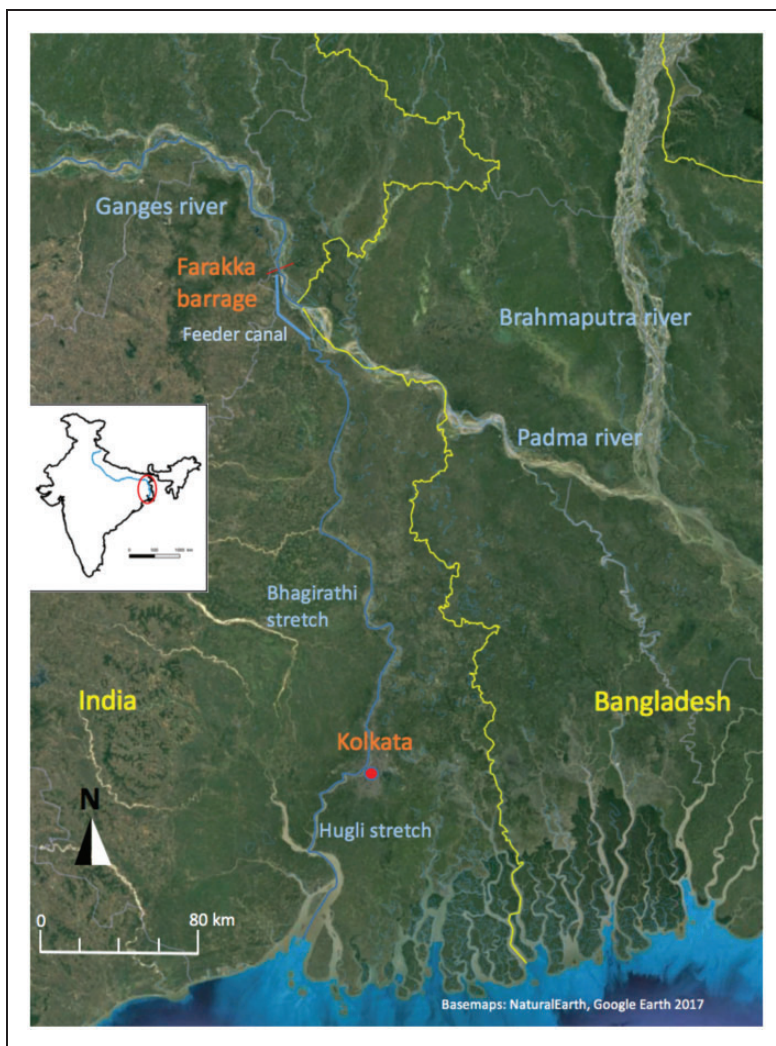 Ganges river
Farakka
barrage
Feeder canal
Brahmaputra river
Padma river
Bhagirathi
stretch
India
Bangladesh
Kolkata
N
Hugli stretch
0
80 km
Basemaps: NaturalEarth, Google Earth 2017